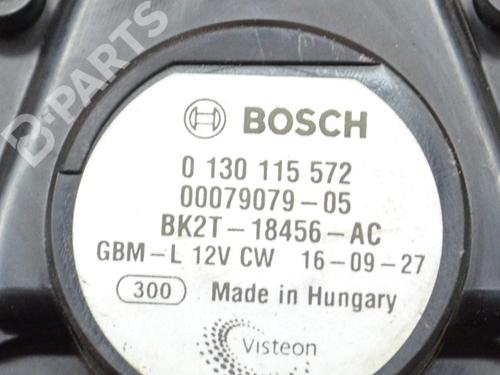 B-PARTS
BOSCH
0 130 115 572
00079079-05
BK2T-18456-AC
GBM-L 12V CW 16-09-27
300 Made in Hungary
Visteon